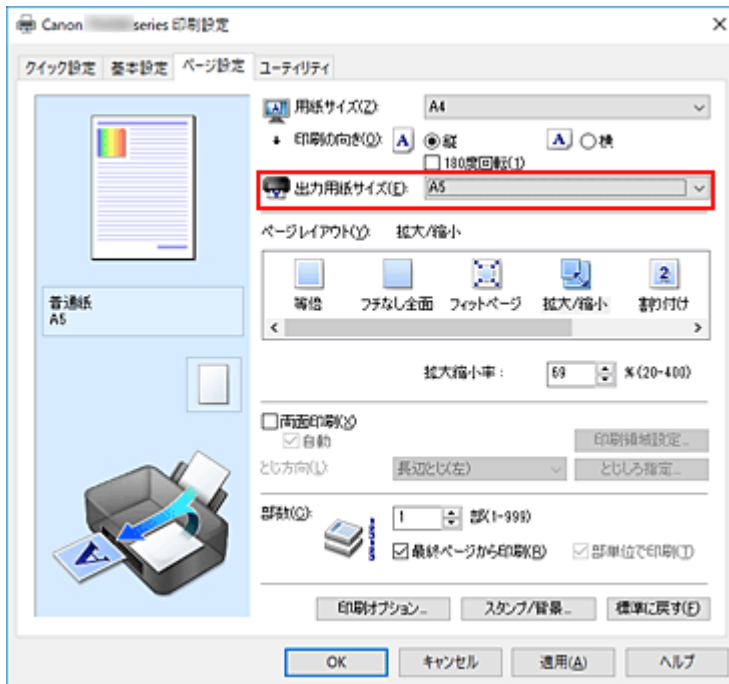 Canon series 印刷設定
クイック設定 基本設定 ページ設定 ユーティリティ
用紙サイズ(Z): A4
印刷の向き(O): A 縦 A 横
180度回転(1)
出力用紙サイズ(E): A5
ページレイアウト(Y): 拡大/縮小
等倍 フチなし全面 フィットページ 拡大/縮小 割り付け
普通紙
A5
拡大縮小率: 69 %(20-400)
両面印刷(X)
自動
印刷領域設定...
とじ方向(L): 長辺とじ(左) とじしろ指定...
部数(C): 1 部(1-999)
最終ページから印刷(R) 部単位で印刷(T)
印刷オプション... スタンプ/背景... 標準に戻す(F)
OK キャンセル 適用(A) ヘルプ